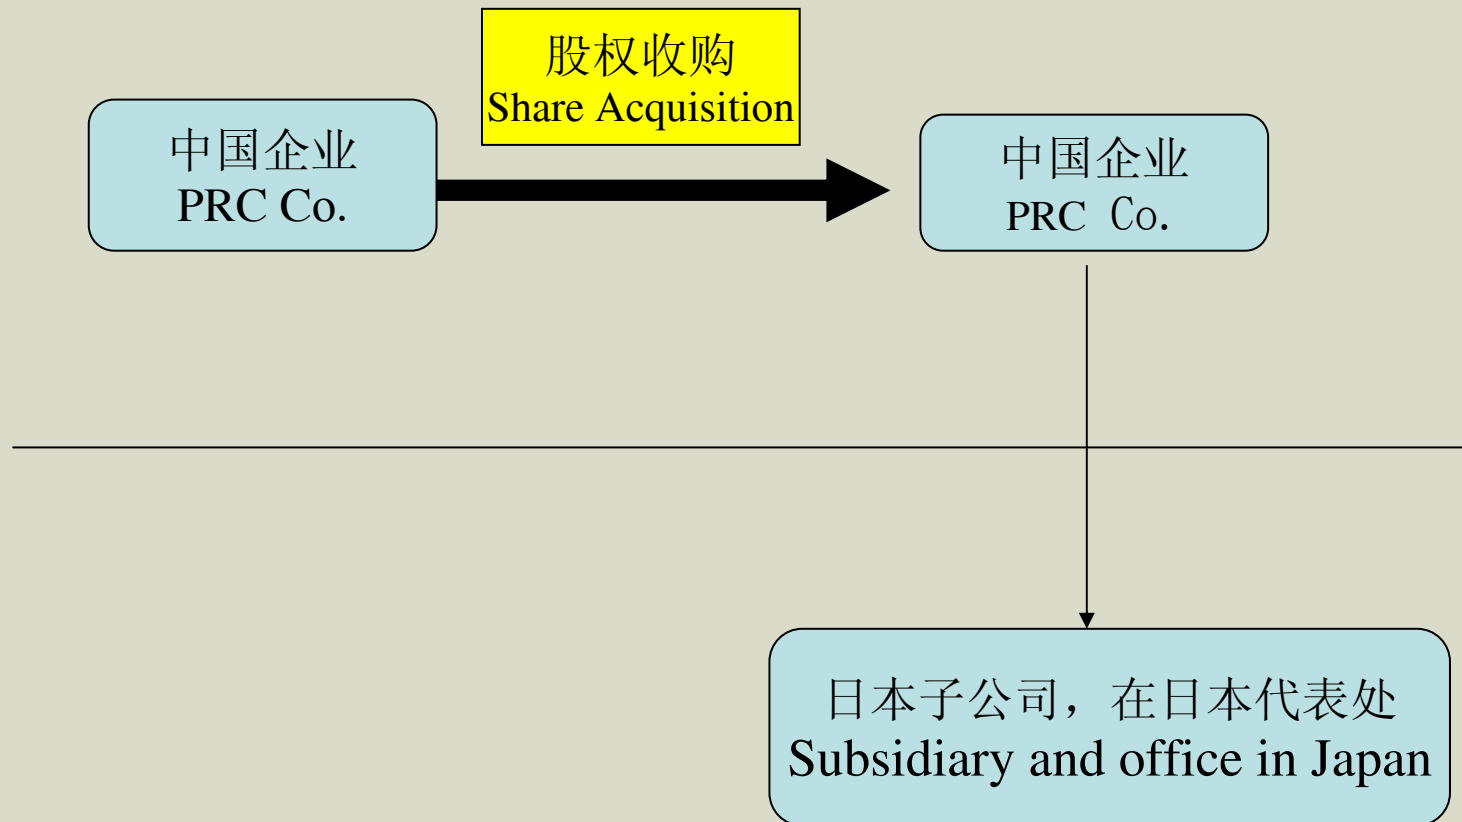 股权收购
Share Acquisition
中国企业
PRC Co.
中国企业
PRC Co.
日本子公司，在日本代表处
Subsidiary and office in Japan